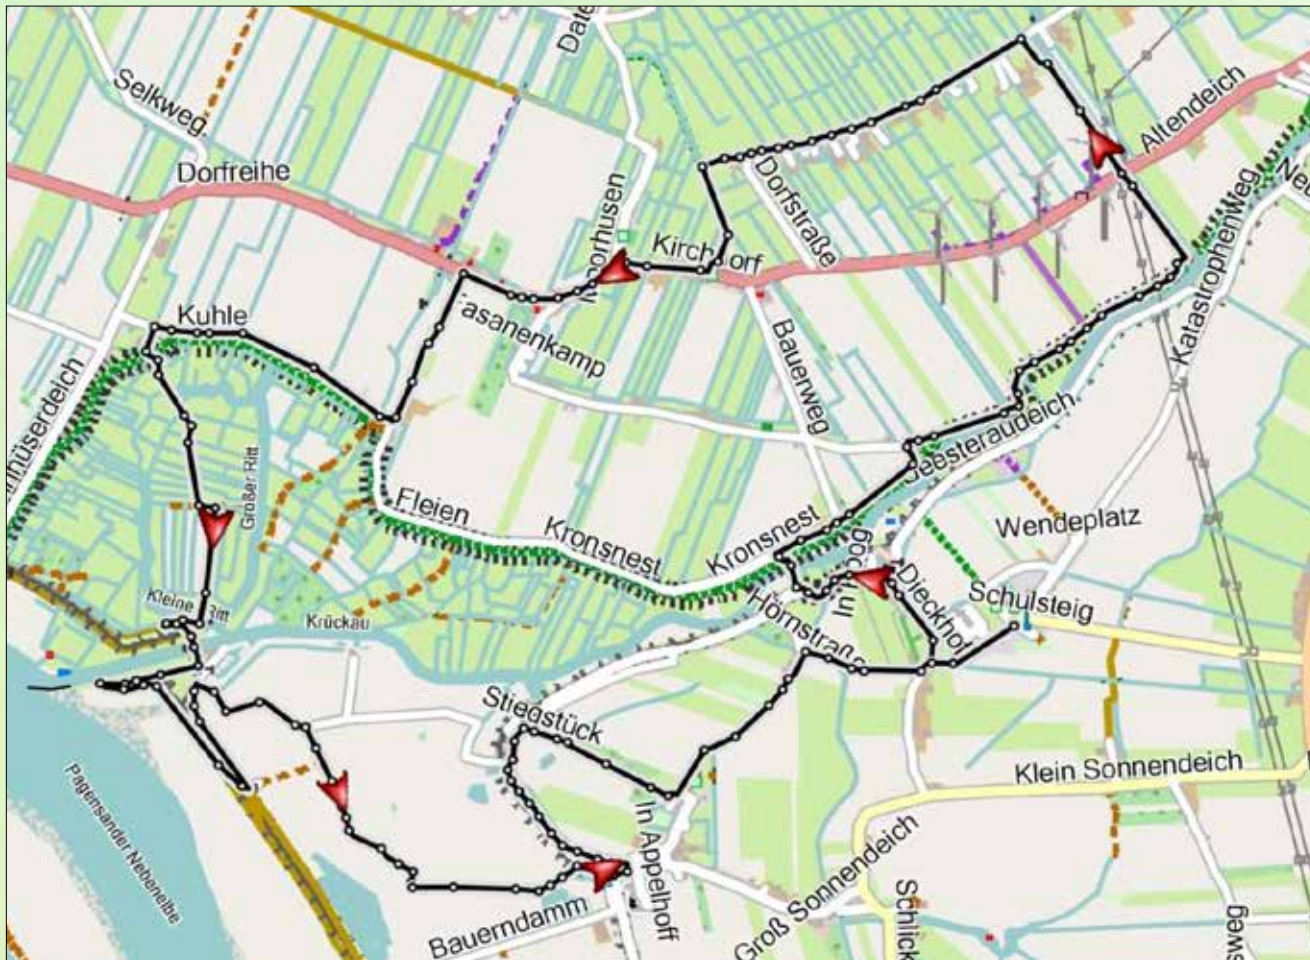 Selkweg
Dorfreihe
Kirchdorf
Dorfstraße
Altendeich
Katastrophenweg
Kuhle
Bauerweg
Großer Ritt
Fleien
Kronsnest
Kronsnest
Seesteraudeich
Wendeplatz
Kleine Ritt
Krückau
Hörnstraße
Dieckhof
Schulsteig
Stiegstück
Klein Sonnendeich
Pagensander Nebenelbe
In Appelhoff
Bauerndamm
Groß Sonnendeich
Schlick